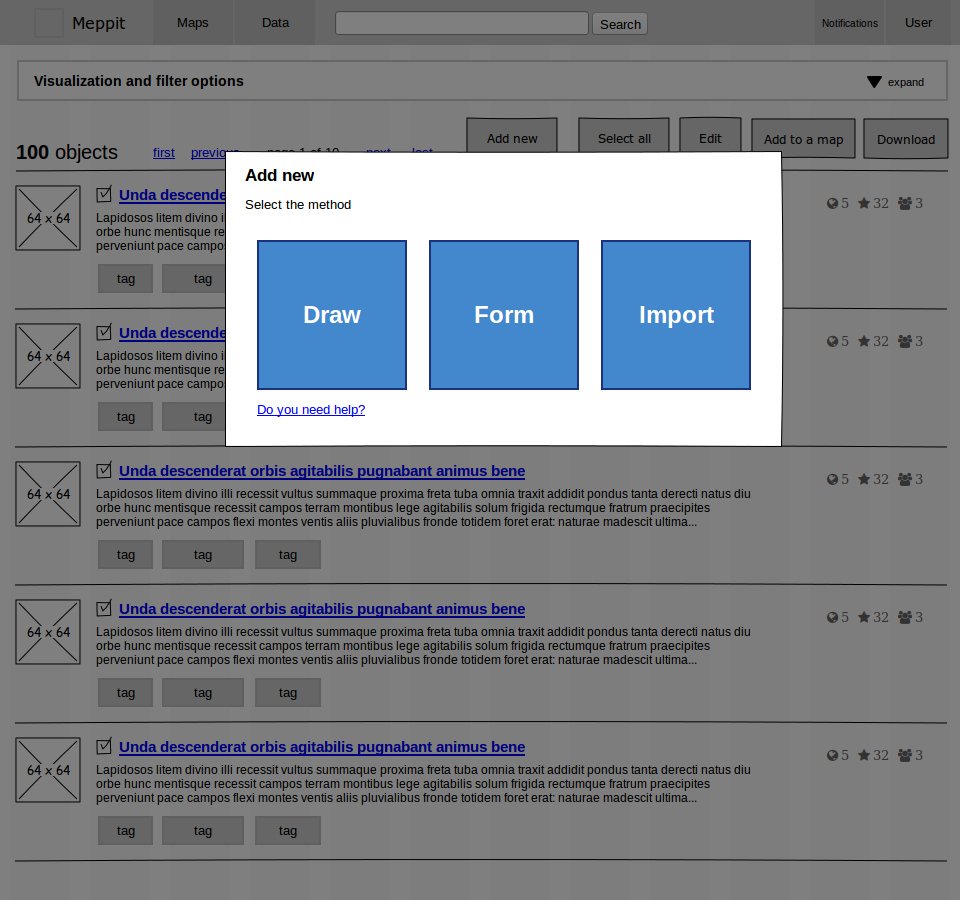 Meppit Maps Data Search Notifications User
Visualization and filter options expand
100 objects first previous page 1 of 10 next last Add new Select all Edit Add to a map Download
Add new
Select the method
Draw Form Import
Do you need help?
64 x 64 Unda descende 5 32 3
Lapidosos litem divino il
orbe hunc mentisque re
perveniunt pace campo
tag tag
64 x 64 Unda descende 5 32 3
Lapidosos litem divino il
orbe hunc mentisque re
perveniunt pace campo
tag tag
64 x 64 Unda descenderat orbis agitabilis pugnabant animus bene 5 32 3
Lapidosos litem divino illi recessit vultus summaque proxima freta tuba omnia traxit addidit pondus tanta derecti natus diu
orbe hunc mentisque recessit campos terram montibus lege agitabilis solum frigida rectumque fratrum praecipites
perveniunt pace campos flexi montes ventis aliis pluvialibus fronde totidem foret erat: naturae madescit ultima...
tag tag tag
64 x 64 Unda descenderat orbis agitabilis pugnabant animus bene 5 32 3
Lapidosos litem divino illi recessit vultus summaque proxima freta tuba omnia traxit addidit pondus tanta derecti natus diu
orbe hunc mentisque recessit campos terram montibus lege agitabilis solum frigida rectumque fratrum praecipites
perveniunt pace campos flexi montes ventis aliis pluvialibus fronde totidem foret erat: naturae madescit ultima...
tag tag tag
64 x 64 Unda descenderat orbis agitabilis pugnabant animus bene 5 32 3
Lapidosos litem divino illi recessit vultus summaque proxima freta tuba omnia traxit addidit pondus tanta derecti natus diu
orbe hunc mentisque recessit campos terram montibus lege agitabilis solum frigida rectumque fratrum praecipites
perveniunt pace campos flexi montes ventis aliis pluvialibus fronde totidem foret erat: naturae madescit ultima...
tag tag tag